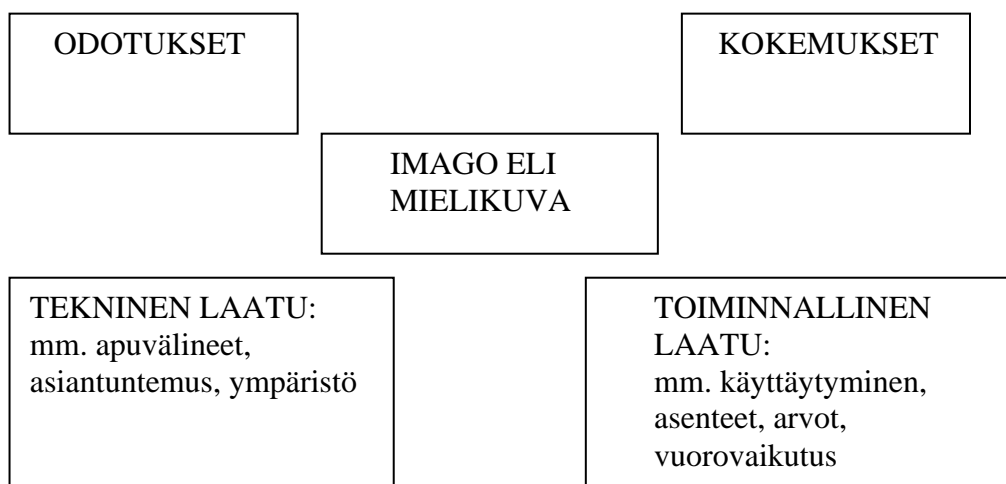 ODOTUKSET
KOKEMUKSET
IMAGO ELI
MIELIKUVA
TEKNINEN LAATU:
mm. apuvälineet,
asiantuntemus, ympäristö
TOIMINNALLINEN
LAATU:
mm. käyttäytyminen,
asenteet, arvot,
vuorovaikutus